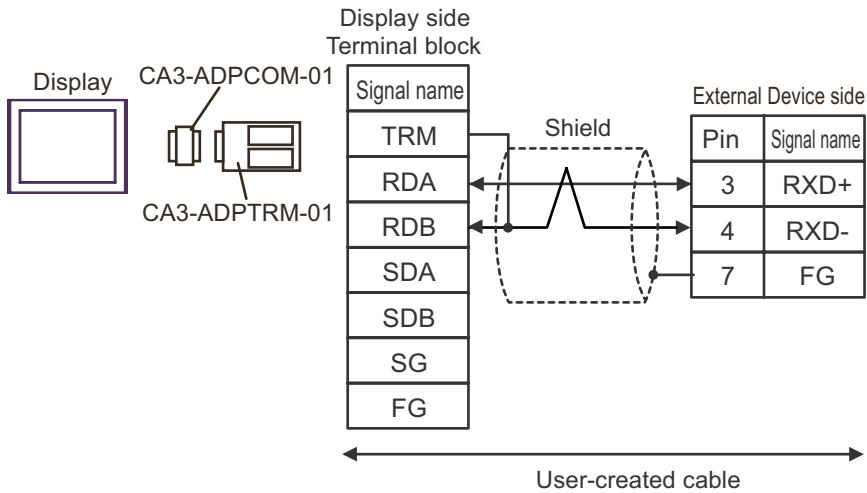 Display side
Terminal block
Display
CA3-ADPCOM-01
CA3-ADPTRM-01
Signal name
TRM
RDA
RDB
SDA
SDB
SG
FG
Shield
External Device side
Pin Signal name
3 RXD+
4 RXD-
7 FG
User-created cable